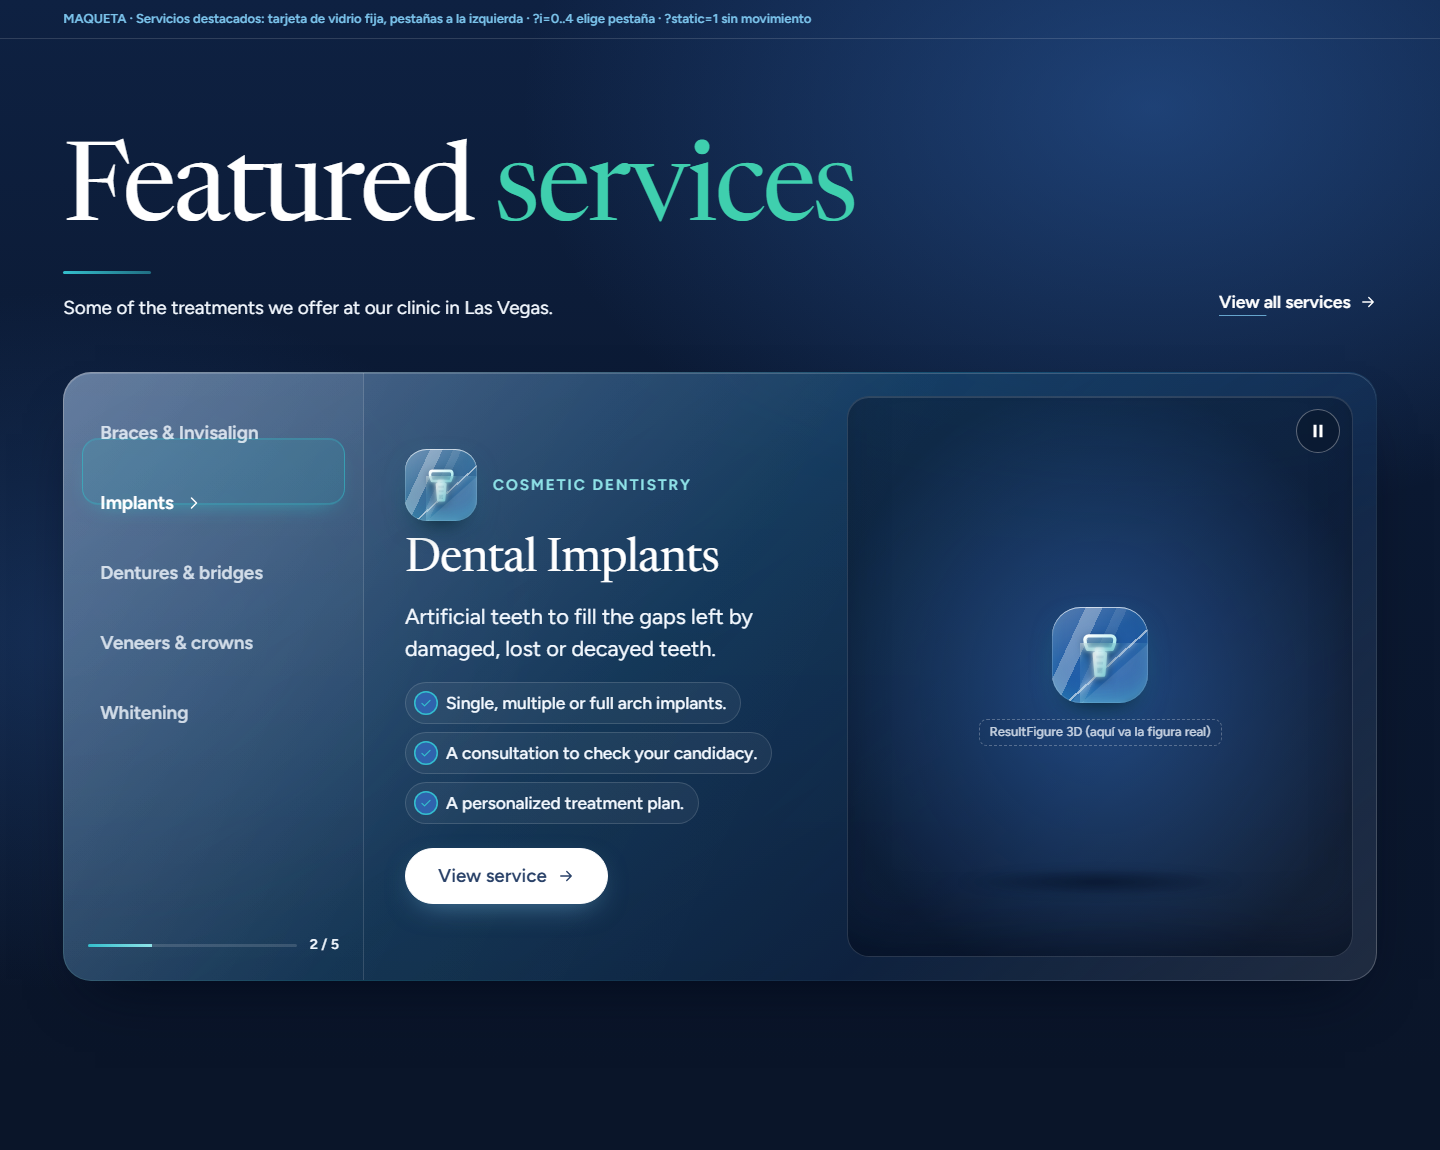 MAQUETA · Servicios destacados: tarjeta de vidrio fija, pestañas a la izquierda · ?i=0..4 elige pestaña · ?static=1 sin movimiento
Featured services
Some of the treatments we offer at our clinic in Las Vegas.
View all services →
Braces & Invisalign
Implants
Dentures & bridges
Veneers & crowns
Whitening
2 / 5
COSMETIC DENTISTRY
Dental Implants
Artificial teeth to fill the gaps left by
damaged, lost or decayed teeth.
Single, multiple or full arch implants.
A consultation to check your candidacy.
A personalized treatment plan.
View service →
ResultFigure 3D (aquí va la figura real)